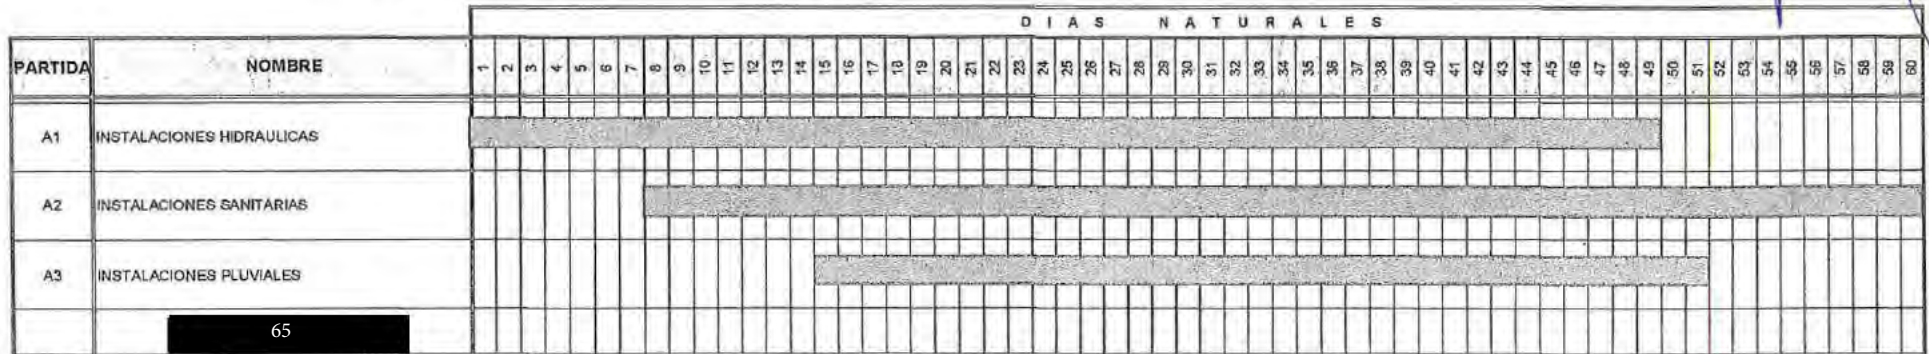 D I A S N A T U R A L E S
PARTIDA NOMBRE 1 2 3 4 5 6 7 8 9 10 11 12 13 14 15 16 17 18 19 20 21 22 23 24 25 26 27 28 29 30 31 32 33 34 35 36 37 38 39 40 41 42 43 44 45 46 47 48 49 50 51 52 53 54 55 56 57 58 59 60
A1 INSTALACIONES HIDRAULICAS
A2 INSTALACIONES SANITARIAS
A3 INSTALACIONES PLUVIALES
65